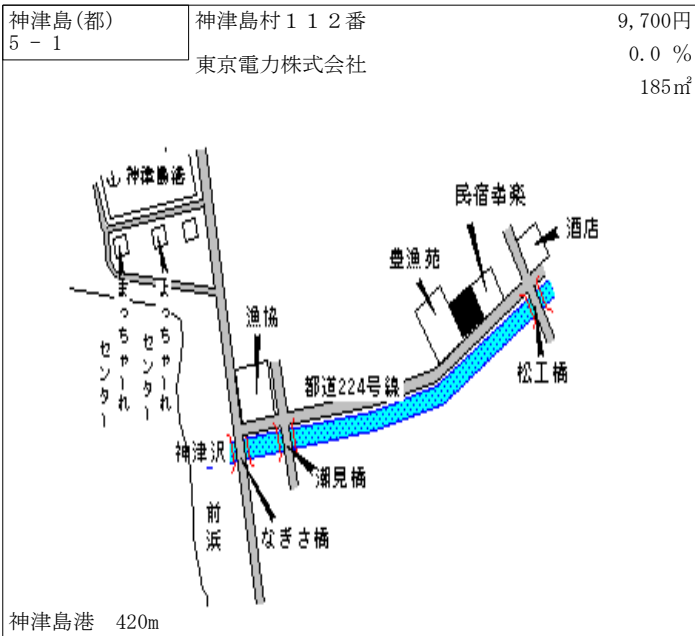 神津島(都)
5 - 1
神津島村１１２番
東京電力株式会社
9,700円
0.0 %
185㎡
神津島港
民宿幸楽
酒店
豊漁苑
漁協
まっちゃーれ
センター
まっちゃーれ
センター
都道224号線
松工橋
神津沢
潮見橋
前浜
なぎさ橋
神津島港　420m